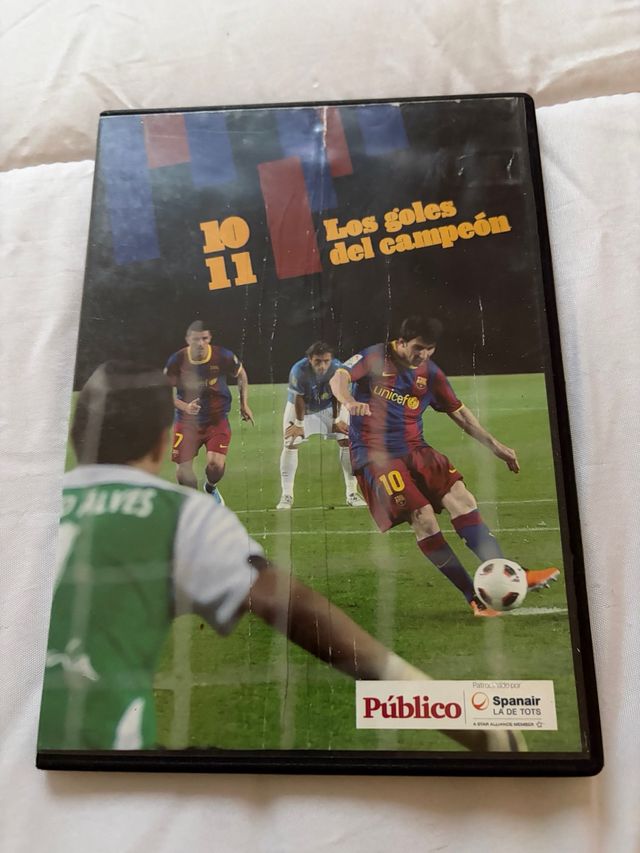 10
11
Los goles
del campeón
unicef
7
10
ALVES
Público
Patrocinado por
Spanair
LA DE TOTS
A STAR ALLIANCE MEMBER